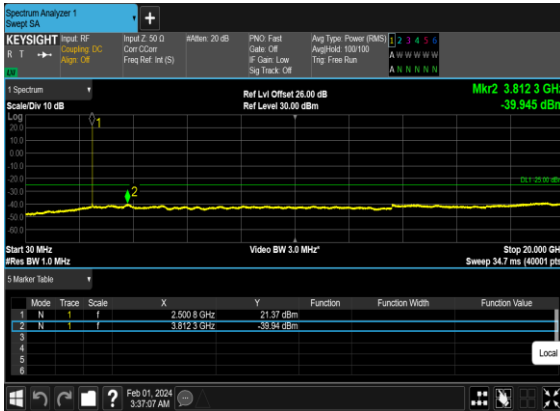 Spectrum Analyzer 1
Swept SA
KEYSIGHT
R T
Input: RF
Coupling: DC
Align: Off
Input Z: 50 Ω
Corr CCorr
Freq Ref: Int (S)
#Atten: 20 dB
PNO: Fast
Gate: Off
IF Gain: Low
Sig Track: Off
Avg Type: Power (RMS)
Avg|Hold: 100/100
Trig: Free Run
1 2 3 4 5 6
A W W W W W
A N N N N N
1 Spectrum
Scale/Div 10 dB
Ref Lvl Offset 26.00 dB
Ref Level 30.00 dBm
Mkr2 3.812 3 GHz
-39.945 dBm
Log
20.0
10.0
0.00
-10.0
-20.0
-30.0
-40.0
-50.0
-60.0
1
2
DL1 -25.00 dBm
Start 30 MHz
#Res BW 1.0 MHz
Video BW 3.0 MHz*
Stop 20.000 GHz
Sweep 34.7 ms (40001 pts)
5 Marker Table
Mode Trace Scale X Y Function Function Width Function Value
1 N 1 f 2.500 8 GHz 21.37 dBm
2 N 1 f 3.812 3 GHz -39.94 dBm
3
4
5
6
Local
?
Feb 01, 2024
3:37:07 AM